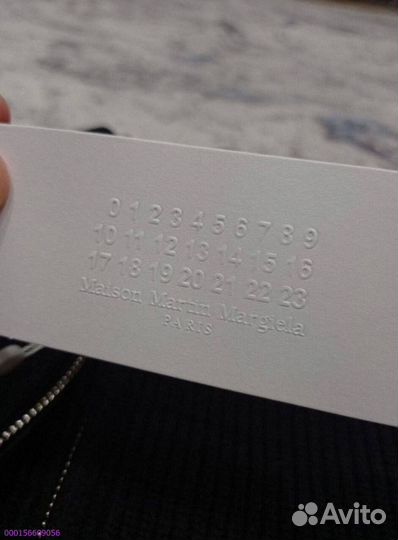 0 1 2 3 4 5 6 7 8 9
10 11 12 13 14 15 16
17 18 19 20 21 22 23
Maison Martin Margiela
PARIS
000156609056
Avito